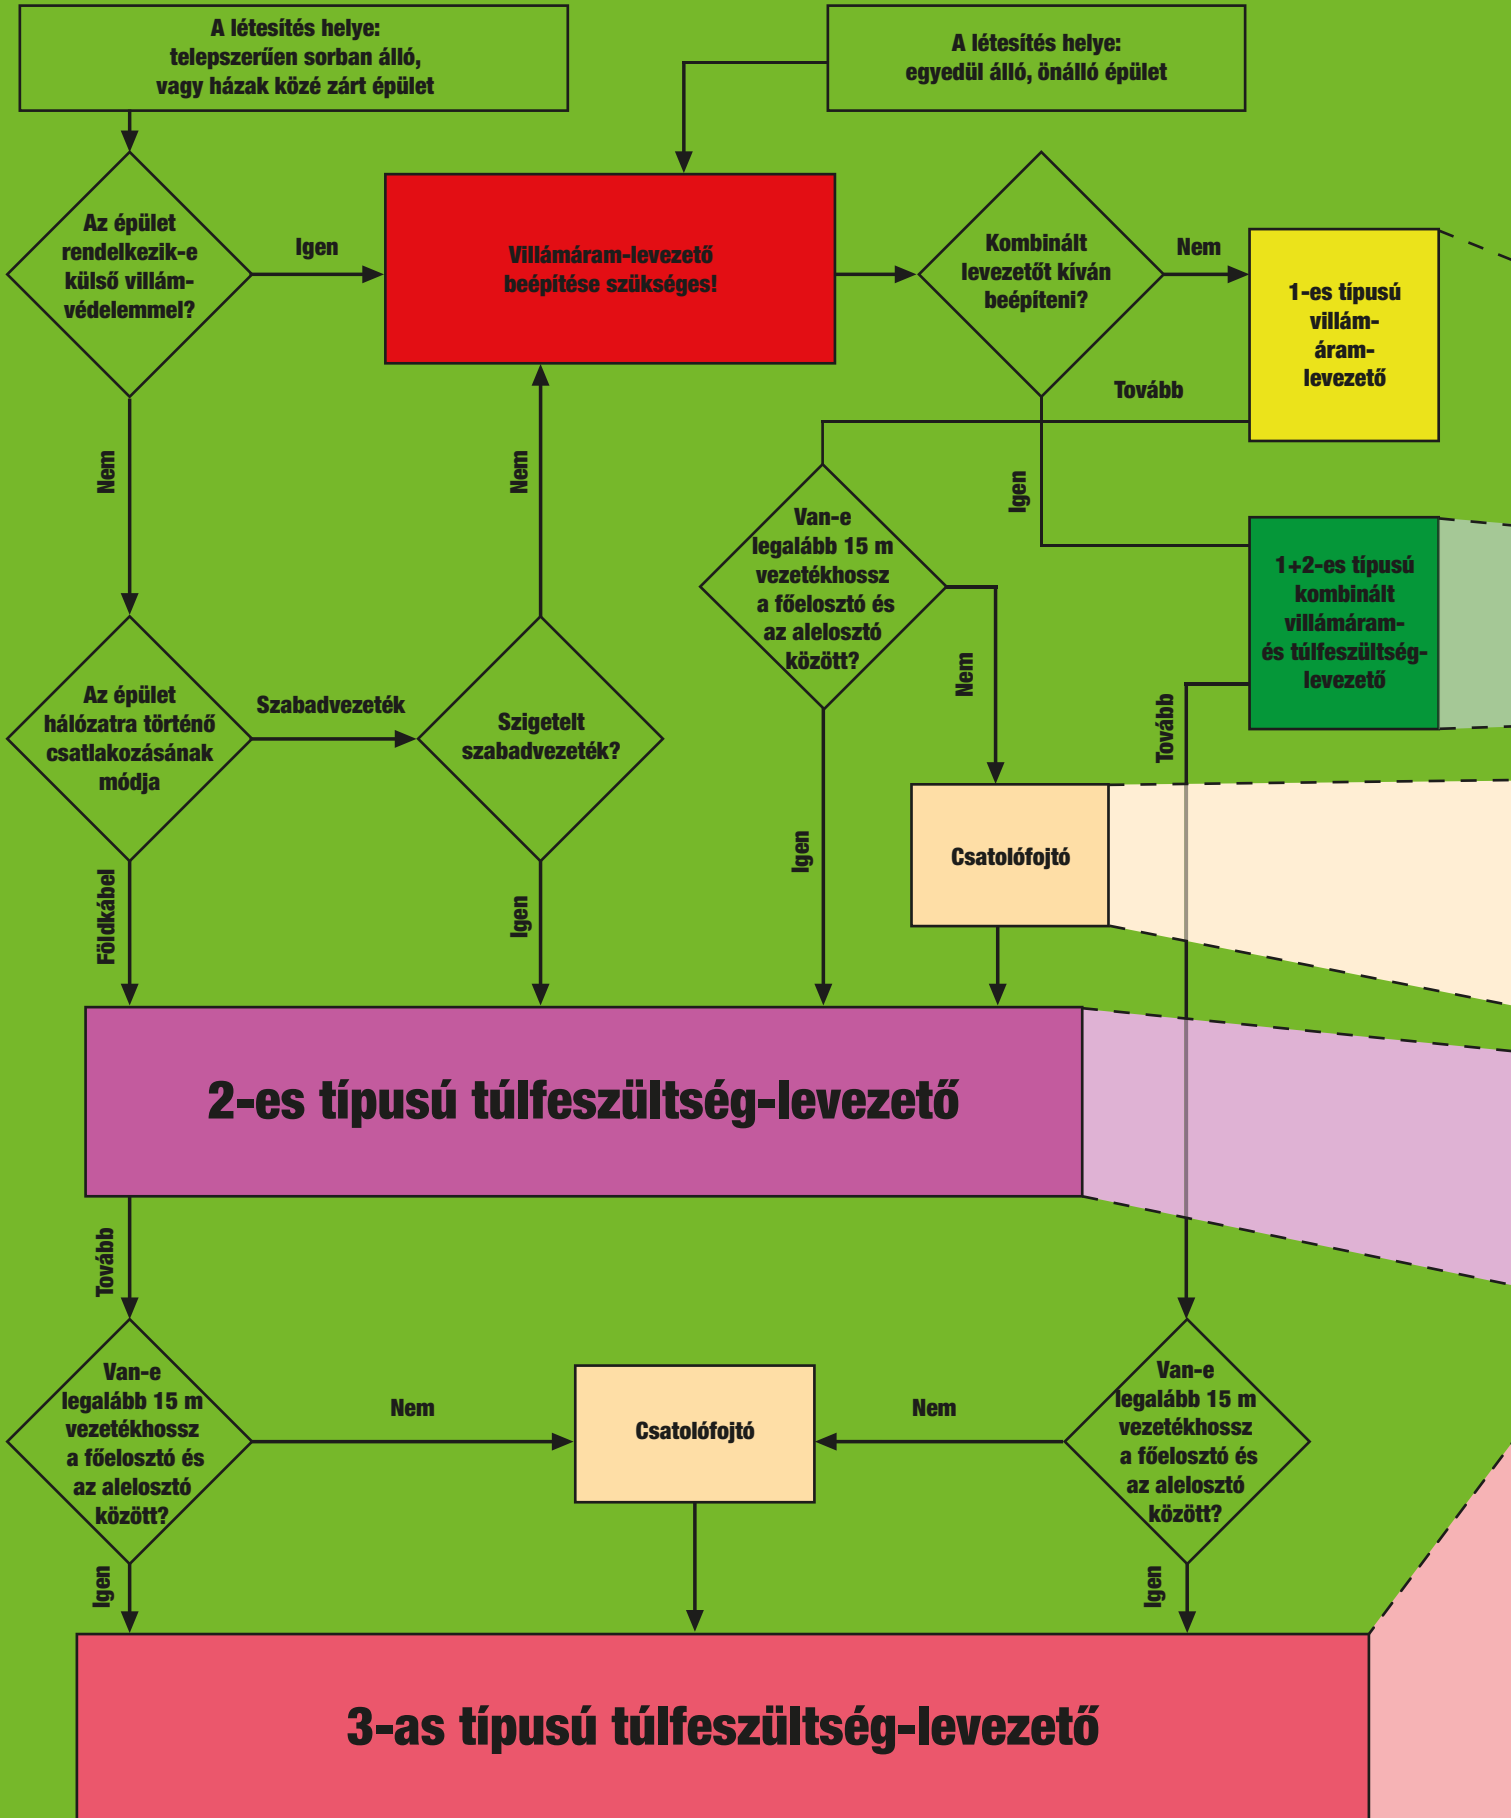 A létesítés helye:
telepszerűen sorban álló,
vagy házak közé zárt épület
A létesítés helye:
egyedül álló, önálló épület
Az épület
rendelkezik-e
külső villám-
védelemmel?
Igen
Villámáram-levezető
beépítése szükséges!
Kombinált
levezetőt kíván
beépíteni?
Nem
1-es típusú
villám-
áram-
levezető
Tovább
Nem
Nem
Igen
Van-e
legalább 15 m
vezetékhossz
a főelosztó és
az alelosztó
között?
1+2-es típusú
kombinált
villámáram-
és túlfeszültség-
levezető
Nem
Tovább
Az épület
hálózatra történő
csatlakozásának
módja
Szabadvezeték
Szigetelt
szabadvezeték?
Igen
Csatolófojtó
Földkábel
Igen
2-es típusú túlfeszültség-levezető
Tovább
Van-e
legalább 15 m
vezetékhossz
a főelosztó és
az alelosztó
között?
Nem
Csatolófojtó
Nem
Van-e
legalább 15 m
vezetékhossz
a főelosztó és
az alelosztó
között?
Igen
Igen
3-as típusú túlfeszültség-levezető